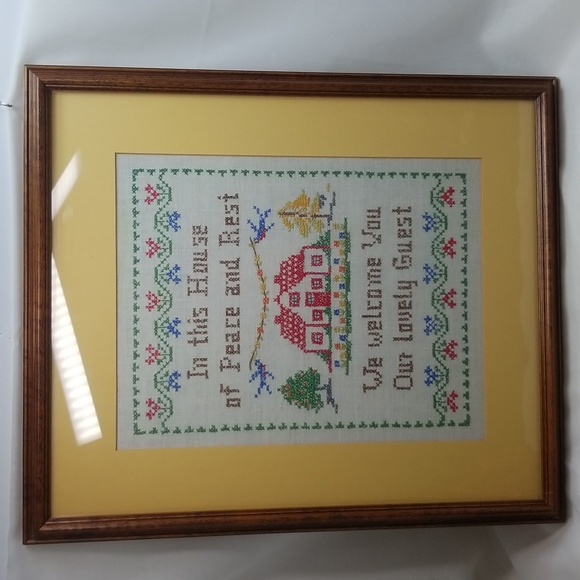 In this House
of Peace and Rest
We welcome You
Our Lovely Guest